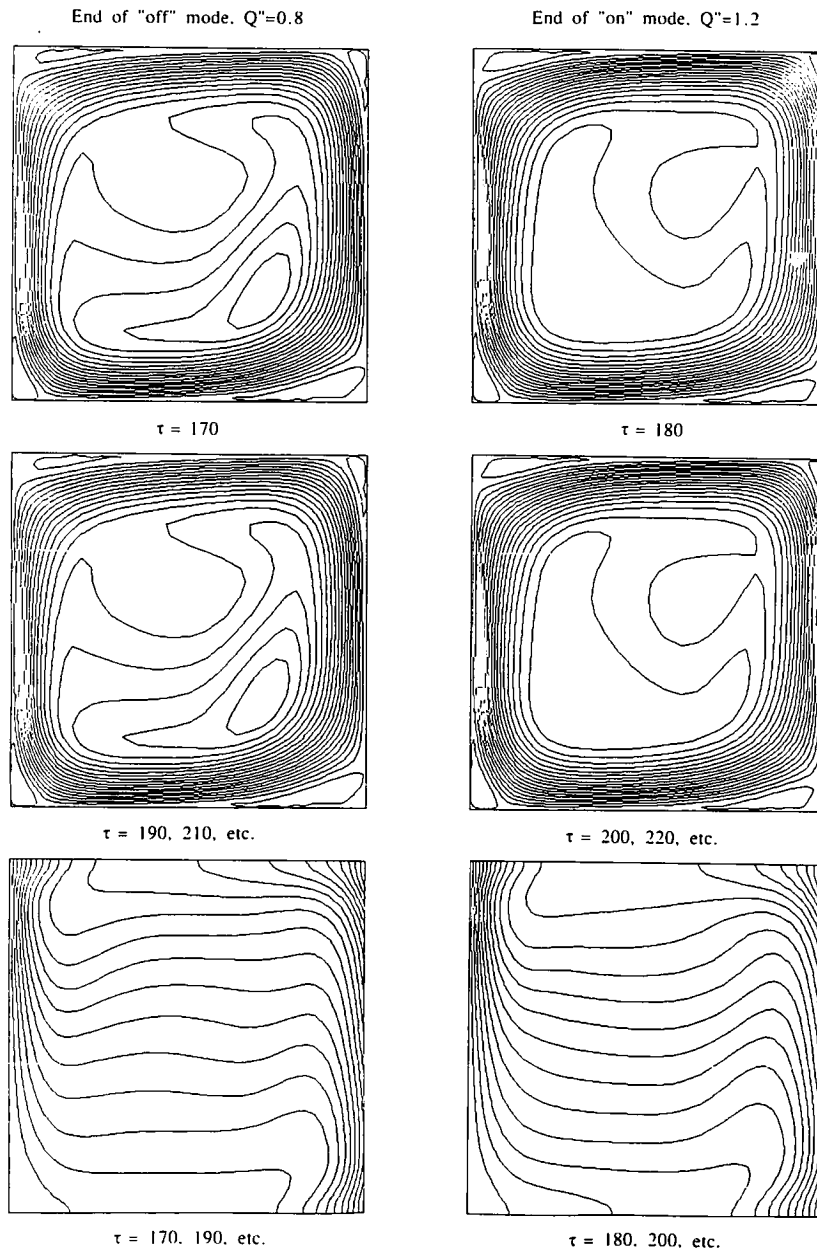 End of "off" mode. Q"=0.8
End of "on" mode. Q"=1.2
τ = 170
τ = 180
τ = 190, 210, etc.
τ = 200, 220, etc.
τ = 170, 190, etc.
τ = 180, 200, etc.